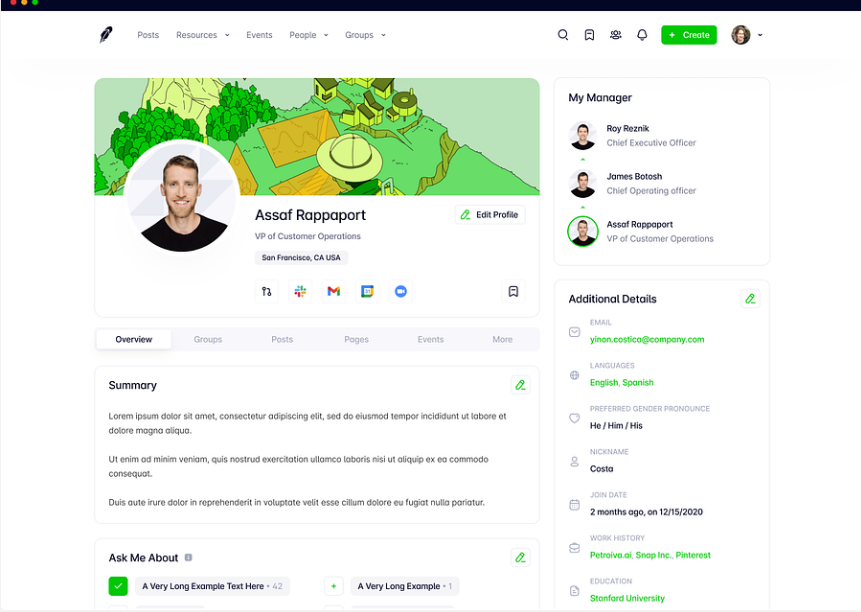 Posts
Resources
Events
People
Groups
+ Create
Assaf Rappaport
Edit Profile
VP of Customer Operations
San Francisco, CA USA
31
Overview
Groups
Posts
Pages
Events
More
Summary
Lorem ipsum dolor sit amet, consectetur adipiscing elit, sed do eiusmod tempor incididunt ut labore et
dolore magna aliqua.
Ut enim ad minim veniam, quis nostrud exercitation ullamco laboris nisi ut aliquip ex ea commodo
consequat.
Duis aute irure dolor in reprehenderit in voluptate velit esse cillum dolore eu fugiat nulla pariatur.
Ask Me About
A Very Long Example Text Here • 42
+ A Very Long Example • 1
My Manager
Roy Reznik
Chief Executive Officer
James Botosh
Chief Operating officer
Assaf Rappaport
VP of Customer Operations
Additional Details
EMAIL
yinon.costica@company.com
LANGUAGES
English, Spanish
PREFERRED GENDER PRONOUNCE
He / Him / His
NICKNAME
Costa
JOIN DATE
2 months ago, on 12/15/2020
WORK HISTORY
Petroiva.ai, Snap Inc., Pinterest
EDUCATION
Stanford University